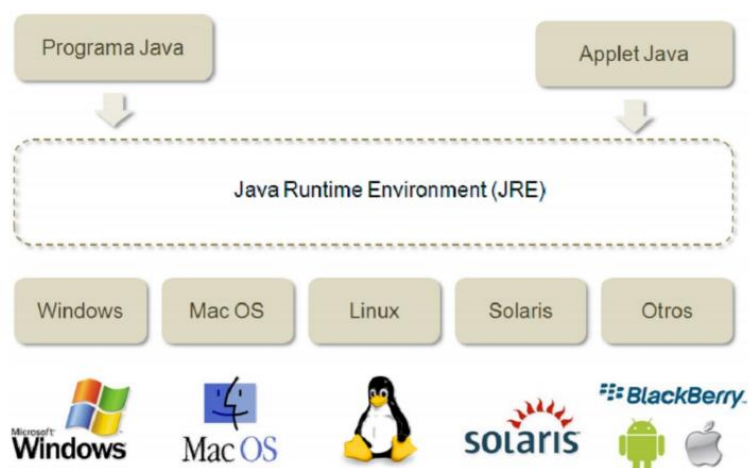 Programa Java
Applet Java
Java Runtime Environment (JRE)
Windows
Mac OS
Linux
Solaris
Otros
Microsoft
Windows
Mac OS
solaris
BlackBerry.